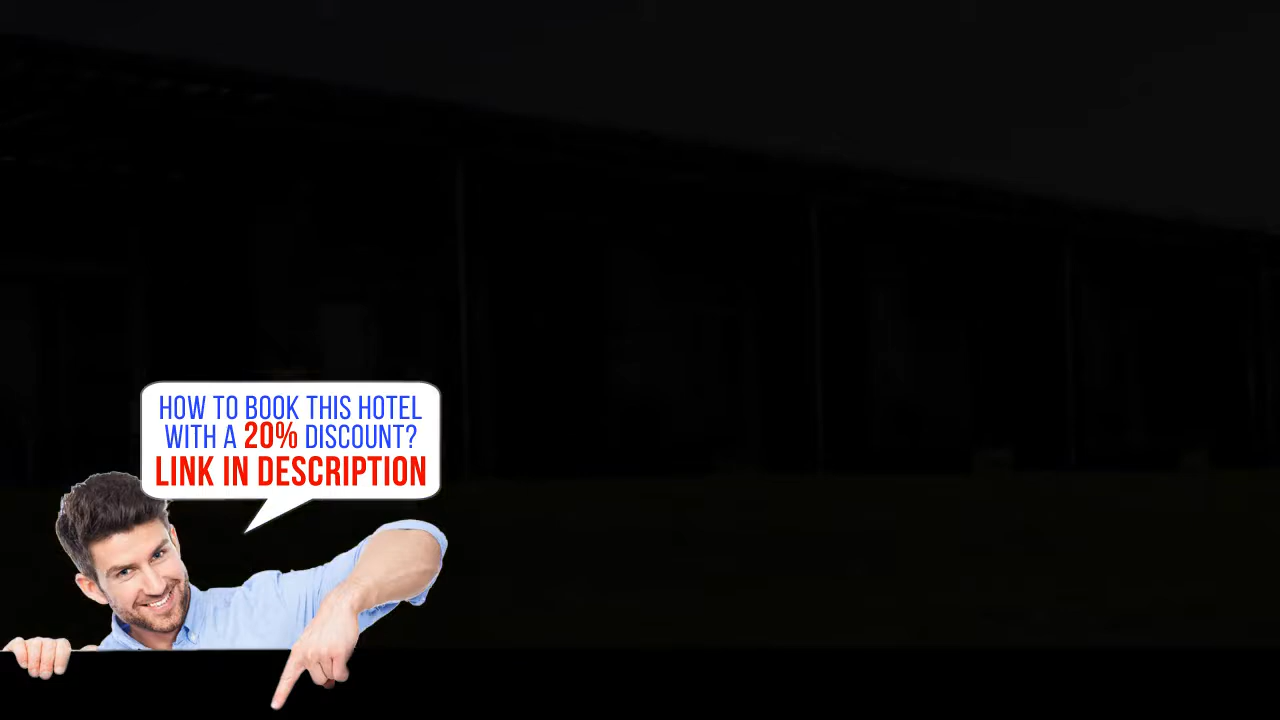 HOW TO BOOK THIS HOTEL
WITH A 20% DISCOUNT?
LINK IN DESCRIPTION